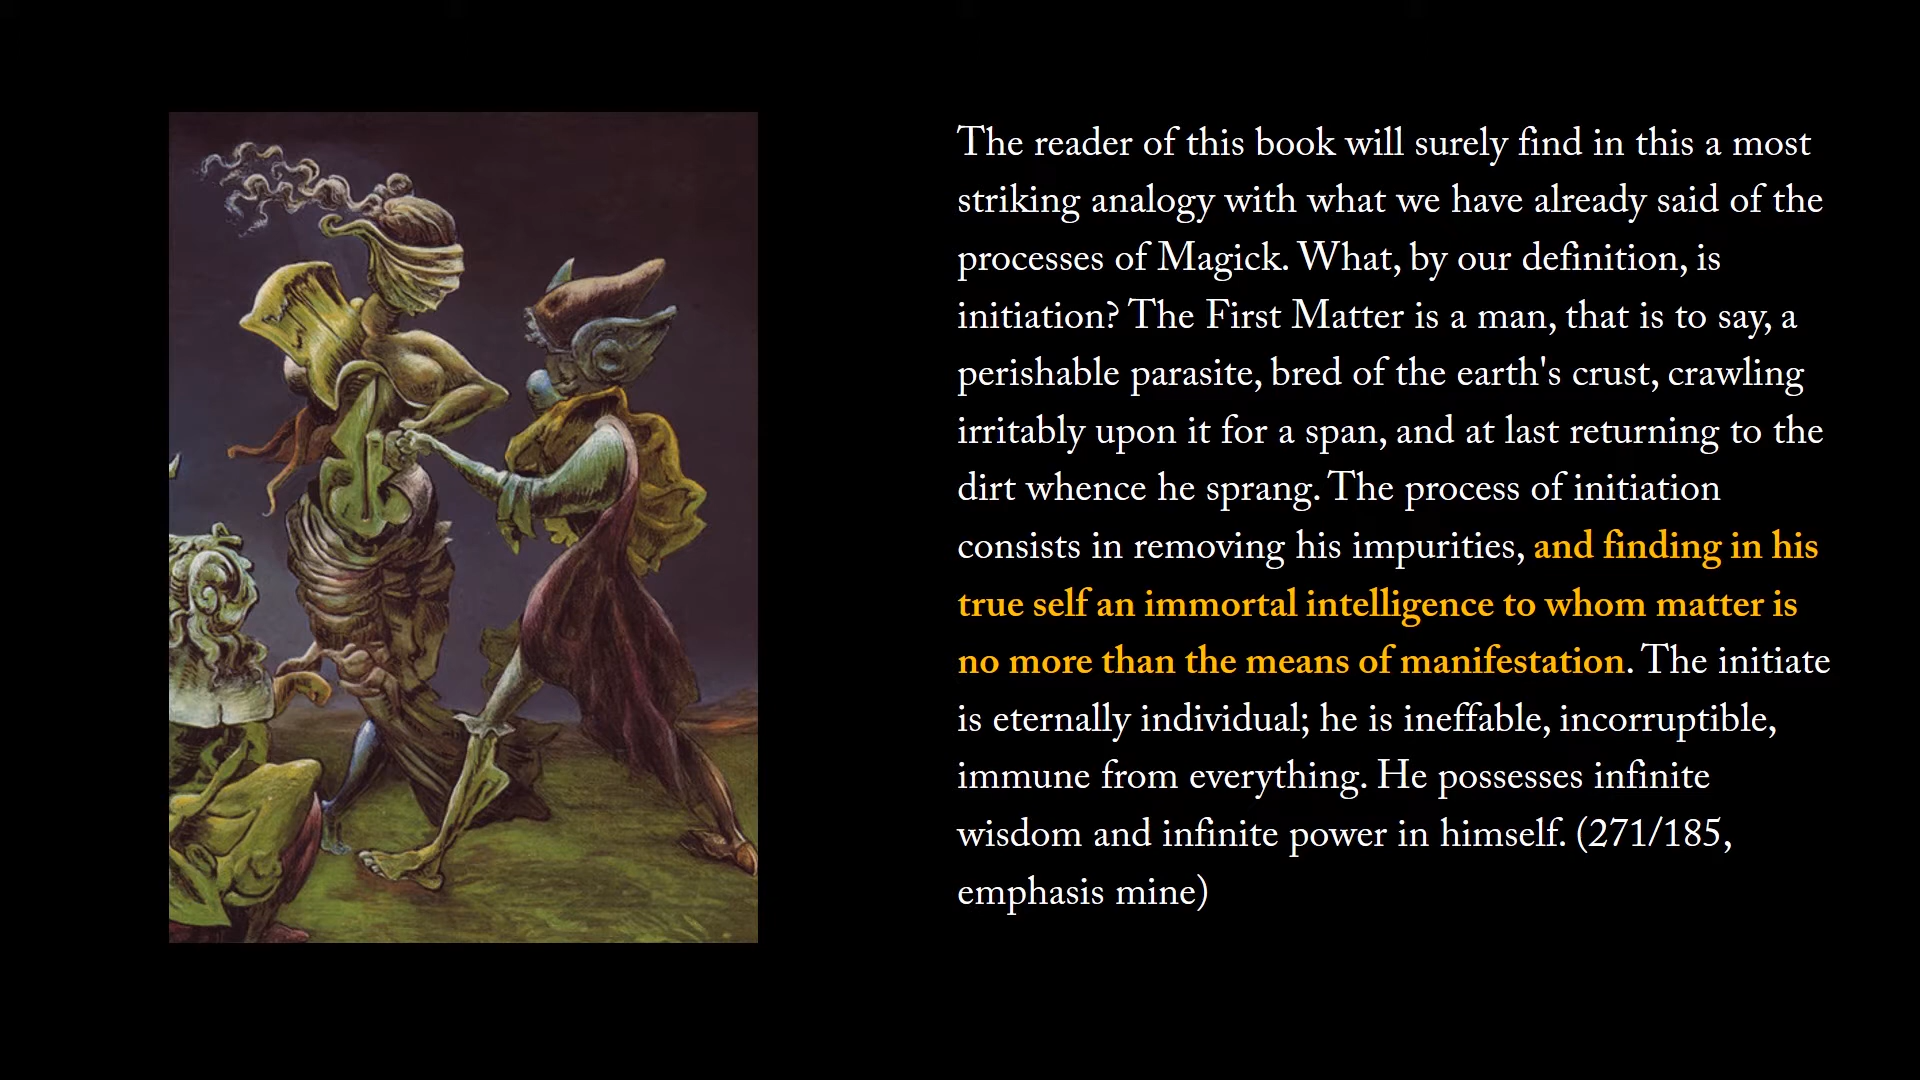 The reader of this book will surely find in this a most
striking analogy with what we have already said of the
processes of Magick. What, by our definition, is
initiation? The First Matter is a man, that is to say, a
perishable parasite, bred of the earth's crust, crawling
irritably upon it for a span, and at last returning to the
dirt whence he sprang. The process of initiation
consists in removing his impurities, and finding in his
true self an immortal intelligence to whom matter is
no more than the means of manifestation. The initiate
is eternally individual; he is ineffable, incorruptible,
immune from everything. He possesses infinite
wisdom and infinite power in himself. (271/185,
emphasis mine)